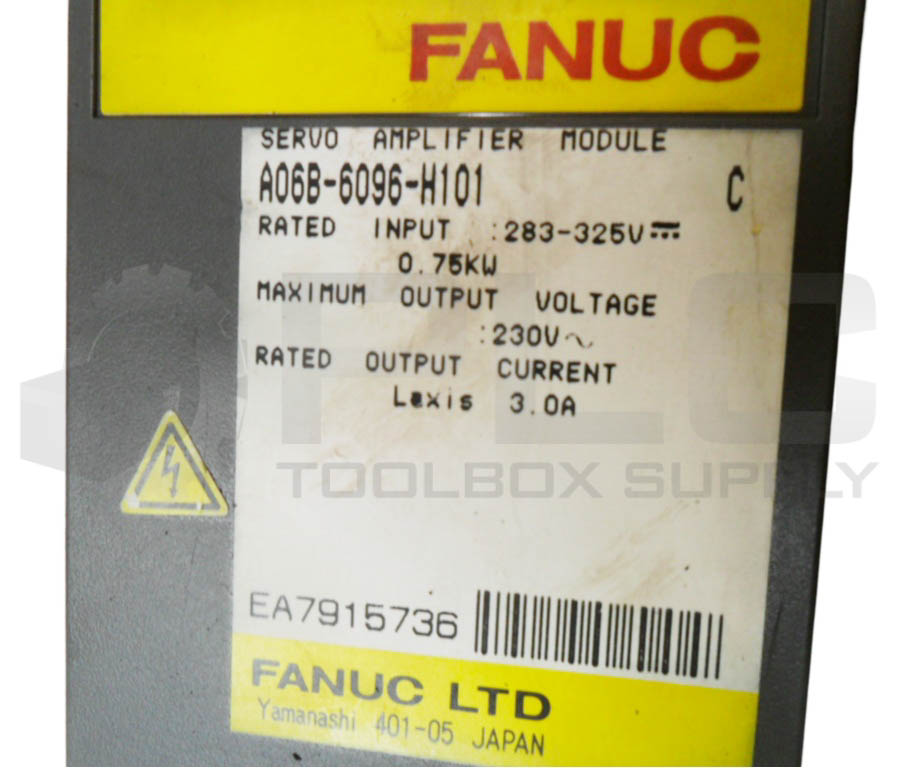 FANUC
SERVO AMPLIFIER MODULE
A06B-6096-H101 C
RATED INPUT :283-325V⎓
0.75KW
MAXIMUM OUTPUT VOLTAGE
:230V∿
RATED OUTPUT CURRENT
Laxis 3.0A
PLC
TOOLBOX SUPPLY
EA7915736
FANUC LTD
Yamanashi 401-05 JAPAN